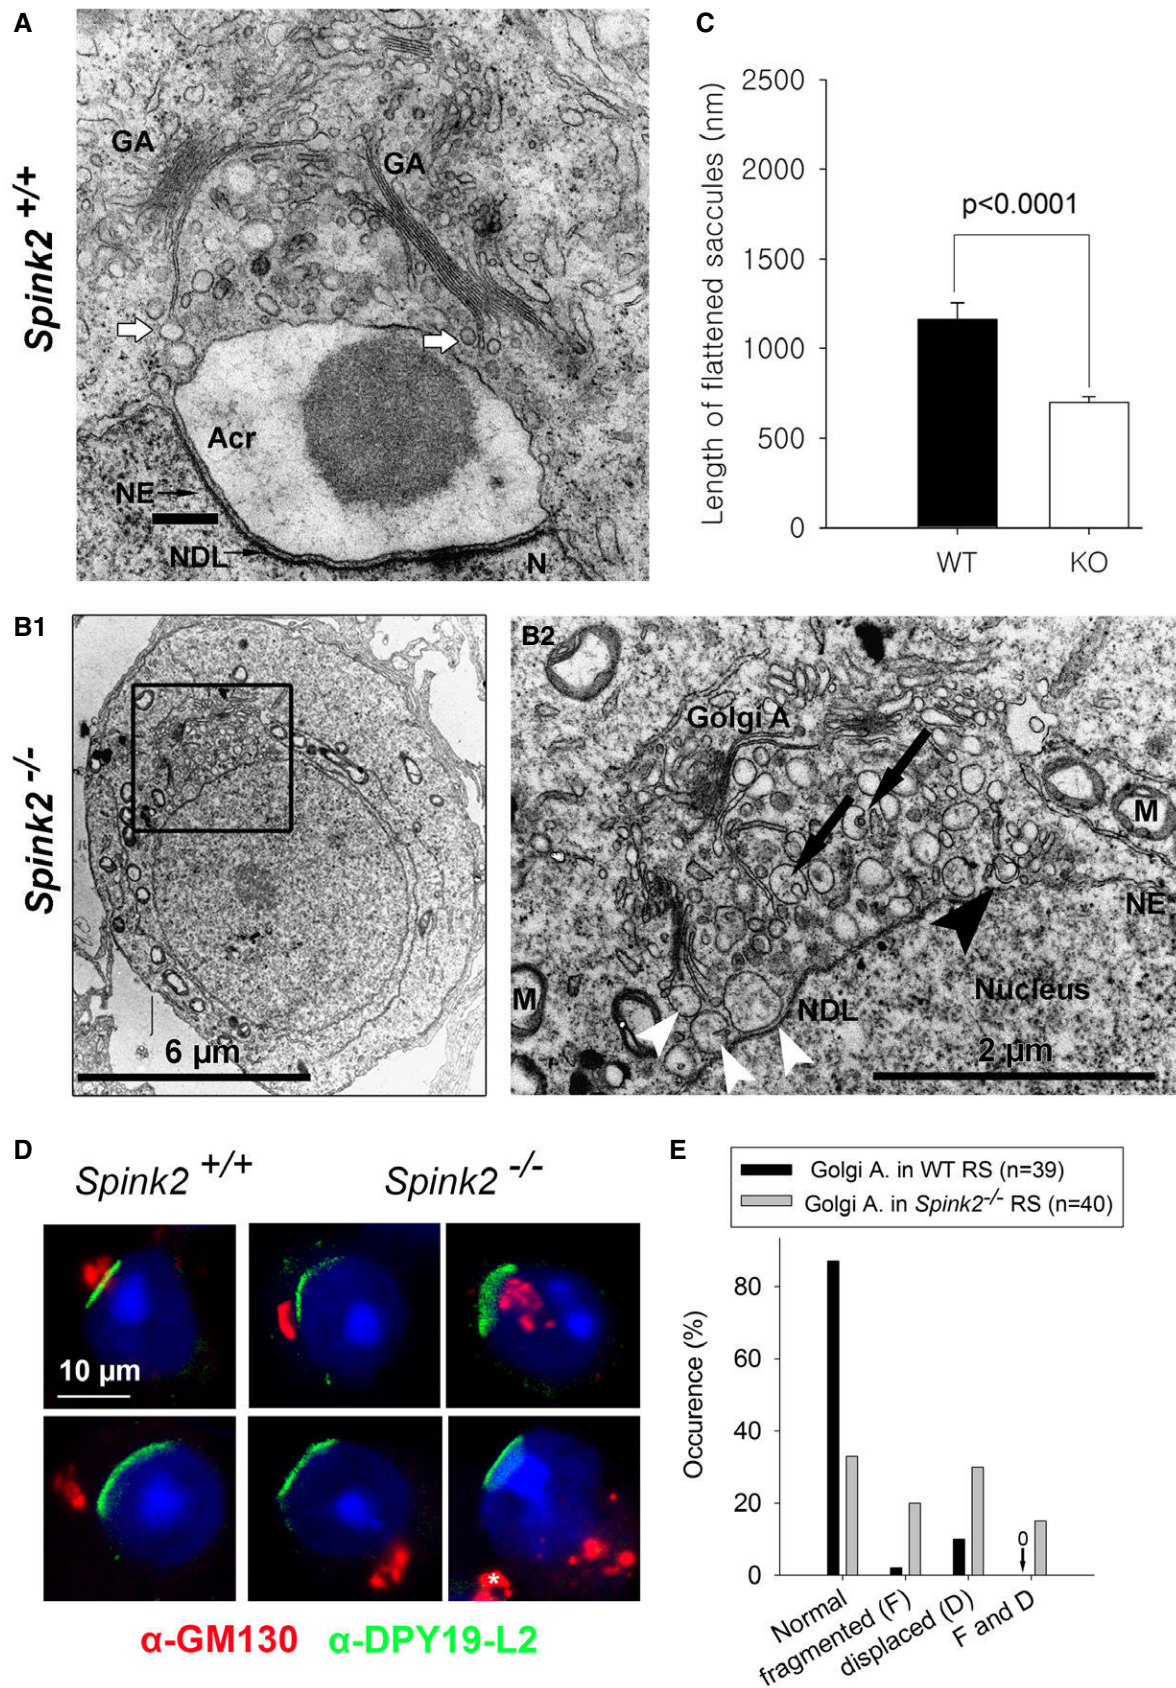 A
Spink2 +/+
GA
GA
Acr
NE
NDL
N
C
Length of flattened saccules (nm)
2500
2000
1500
1000
500
0
p<0.0001
WT
KO
B1
Spink2 -/-
6 µm
B2
Golgi A
M
NE
Nucleus
M
NDL
2 µm
D
Spink2 +/+
Spink2 -/-
10 µm
*
α-GM130
α-DPY19-L2
E
Golgi A. in WT RS (n=39)
Golgi A. in Spink2-/- RS (n=40)
Occurence (%)
80
60
40
20
0
0
Normal
fragmented (F)
displaced (D)
F and D